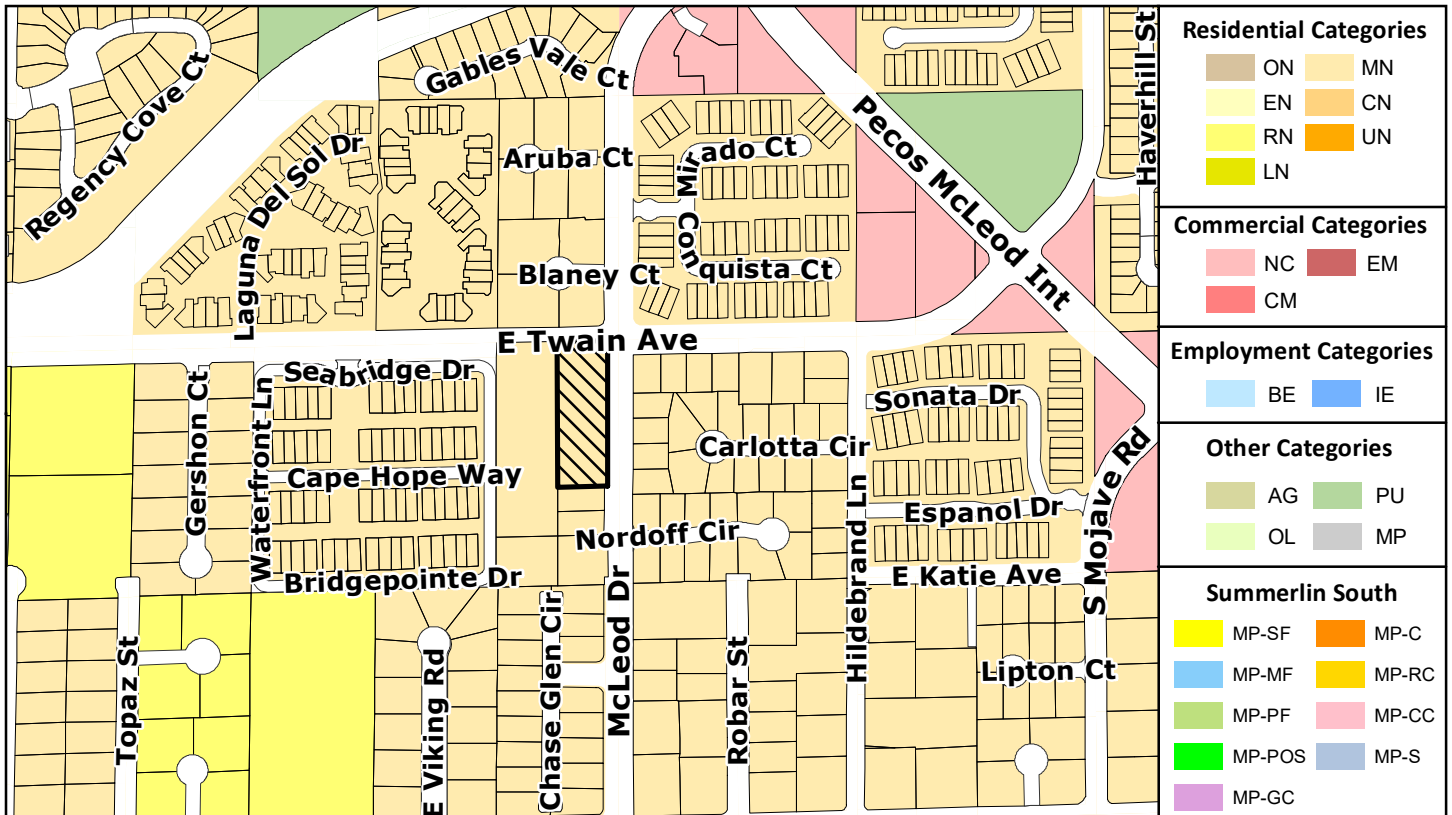 Gables Vale Ct
Regency Cove Ct
Laguna Del Sol Dr
Aruba Ct
Mirado Ct
Pecos McLeod Int
Haverhill St
Blaney Ct
Conquista Ct
E Twain Ave
Seabridge Dr
Gershon Ct
Waterfront Ln
Cape Hope Way
Bridgepointe Dr
Nordoff Cir
Carlotta Cir
Sonata Dr
Espanol Dr
E Katie Ave
Hildebrand Ln
S Mojave Rd
Topaz St
E Viking Rd
Chase Glen Cir
McLeod Dr
Robar St
Lipton Ct
Residential Categories
ON MN
EN CN
RN UN
LN
Commercial Categories
NC EM
CM
Employment Categories
BE IE
Other Categories
AG PU
OL MP
Summerlin South
MP-SF MP-C
MP-MF MP-RC
MP-PF MP-CC
MP-POS MP-S
MP-GC